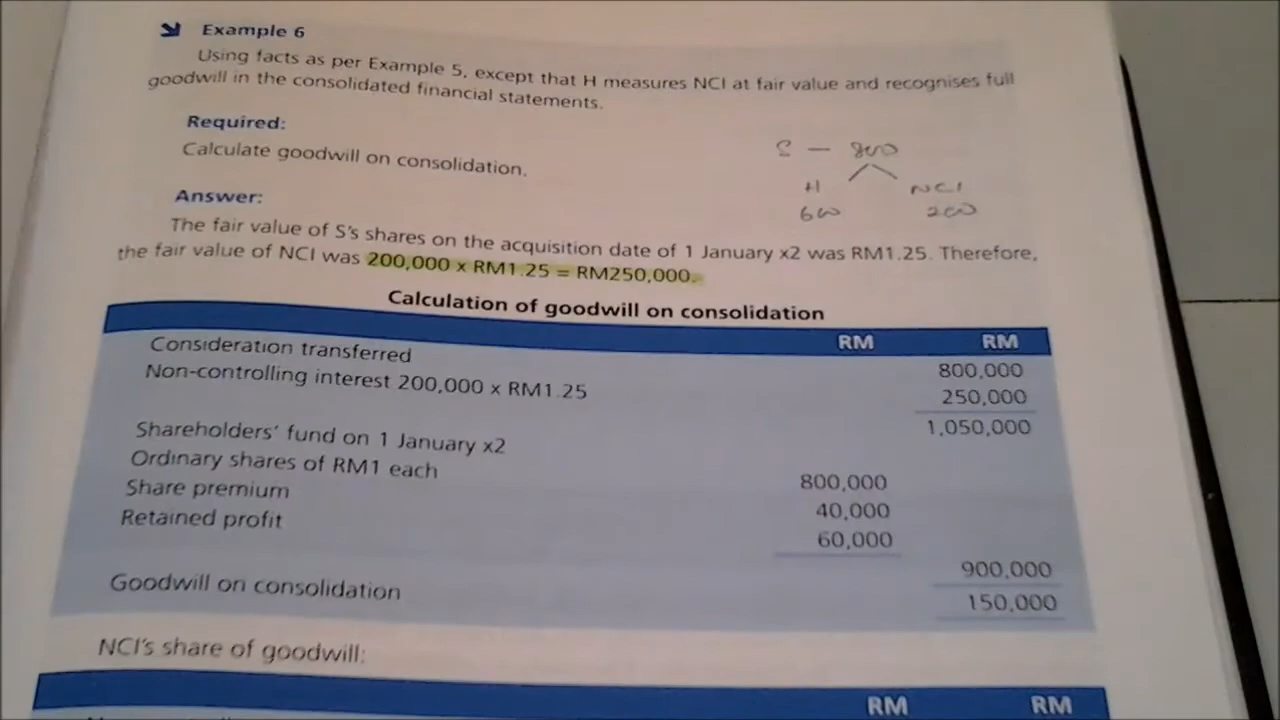 Example 6
Using facts as per Example 5, except that H measures NCI at fair value and recognises full
goodwill in the consolidated financial statements.
Required:
Calculate goodwill on consolidation.
S — 800
H NCI
600 200
Answer:
The fair value of S's shares on the acquisition date of 1 January x2 was RM1.25. Therefore,
the fair value of NCI was 200,000 x RM1.25 = RM250,000.
Calculation of goodwill on consolidation
RM RM
Consideration transferred 800,000
Non-controlling interest 200,000 x RM1.25 250,000
1,050,000
Shareholders' fund on 1 January x2
Ordinary shares of RM1 each 800,000
Share premium 40,000
Retained profit 60,000
900,000
Goodwill on consolidation 150,000
NCI's share of goodwill:
RM RM